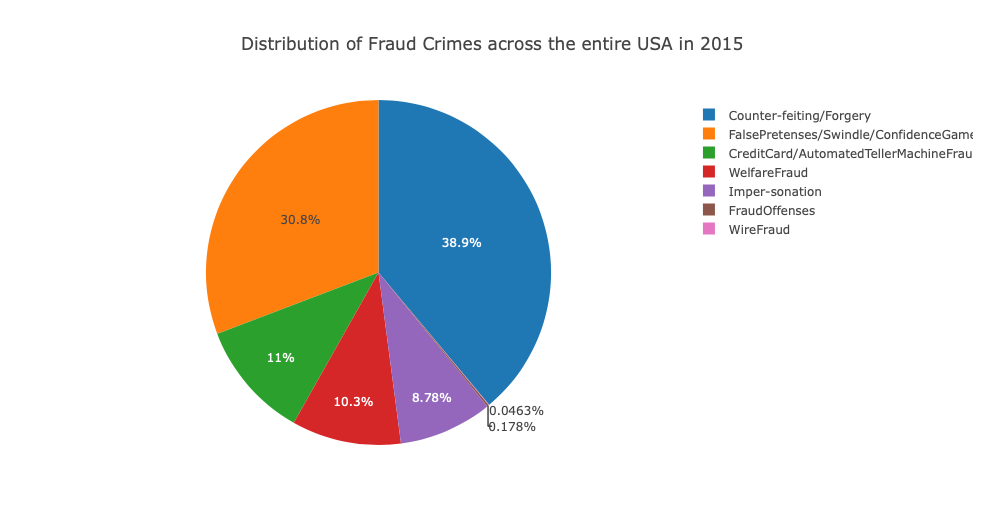 Distribution of Fraud Crimes across the entire USA in 2015
Counter-feiting/Forgery
FalsePretenses/Swindle/ConfidenceGame
CreditCard/AutomatedTellerMachineFrau
WelfareFraud
Imper-sonation
FraudOffenses
WireFraud
30.8%
38.9%
11%
10.3%
8.78%
0.0463%
0.178%